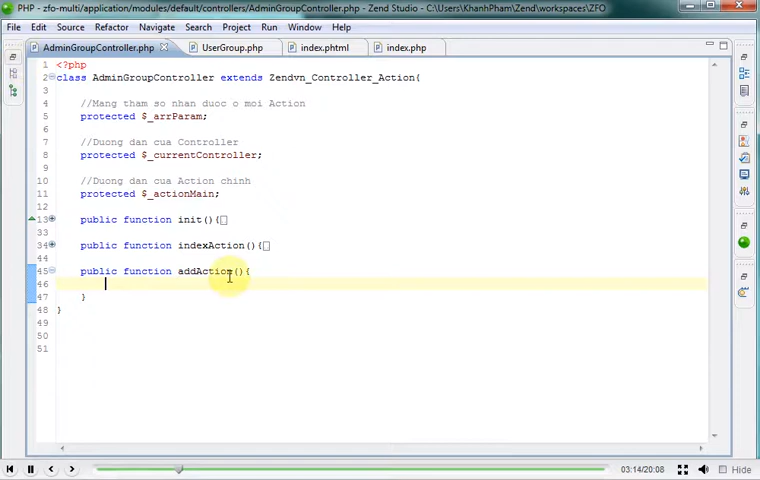 PHP - zfo-multi/application/modules/default/controllers/AdminGroupController.php - Zend Studio - C:\Users\KhanhPham\Zend\workspaces\ZFO
File Edit Source Refactor Navigate Search Project Run Window Help
AdminGroupController.php UserGroup.php index.phtml index.php
1 <?php
2 class AdminGroupController extends Zendvn_Controller_Action{
3
4 //Mang tham so nhan duoc o moi Action
5 protected $_arrParam;
6
7 //Duong dan cua Controller
8 protected $_currentController;
9
10 //Duong dan cua Action chinh
11 protected $_actionMain;
12
13 public function init(){
33
34 public function indexAction(){
44
45 public function addAction(){
46
47 }
48 }
49
50
51
03:14/20:08 Hide